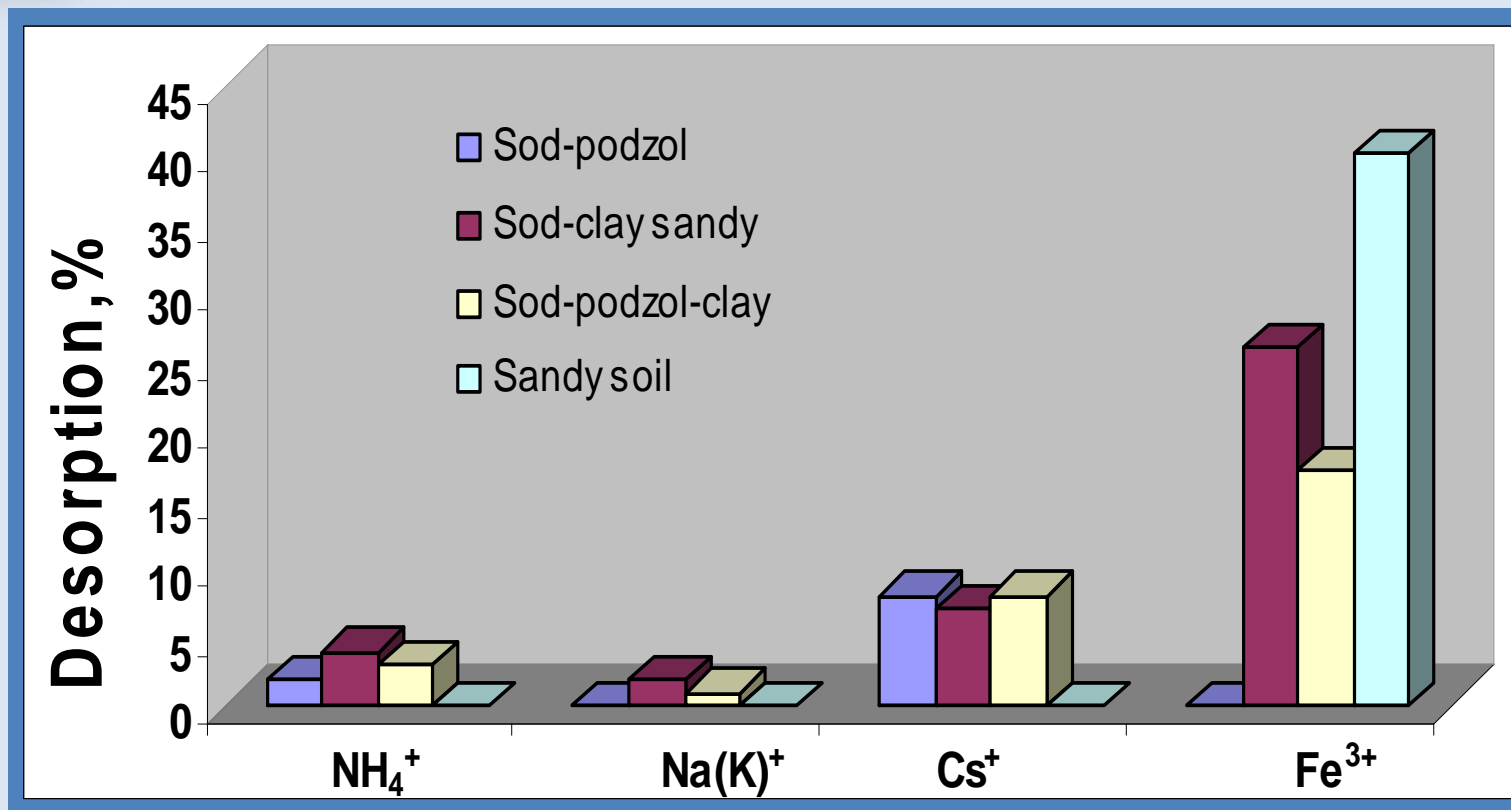 Desorption,%
45
40
35
30
25
20
15
10
5
0
Sod-podzol
Sod-clay sandy
Sod-podzol-clay
Sandy soil
NH₄⁺ Na(K)⁺ Cs⁺ Fe³⁺